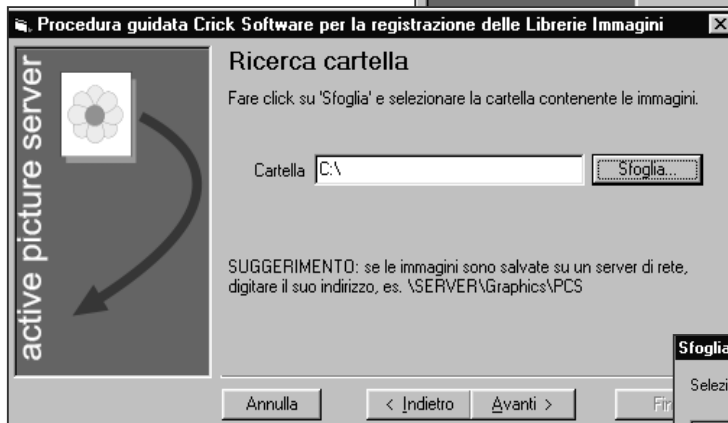 Procedura guidata Crick Software per la registrazione delle Librerie Immagini
active picture server
Ricerca cartella
Fare click su 'Sfoglia' e selezionare la cartella contenente le immagini.
Cartella C:\ Sfoglia...
SUGGERIMENTO: se le immagini sono salvate su un server di rete,
digitare il suo indirizzo, es. \SERVER\Graphics\PCS
Sfoglia
Annulla < Indietro Avanti >